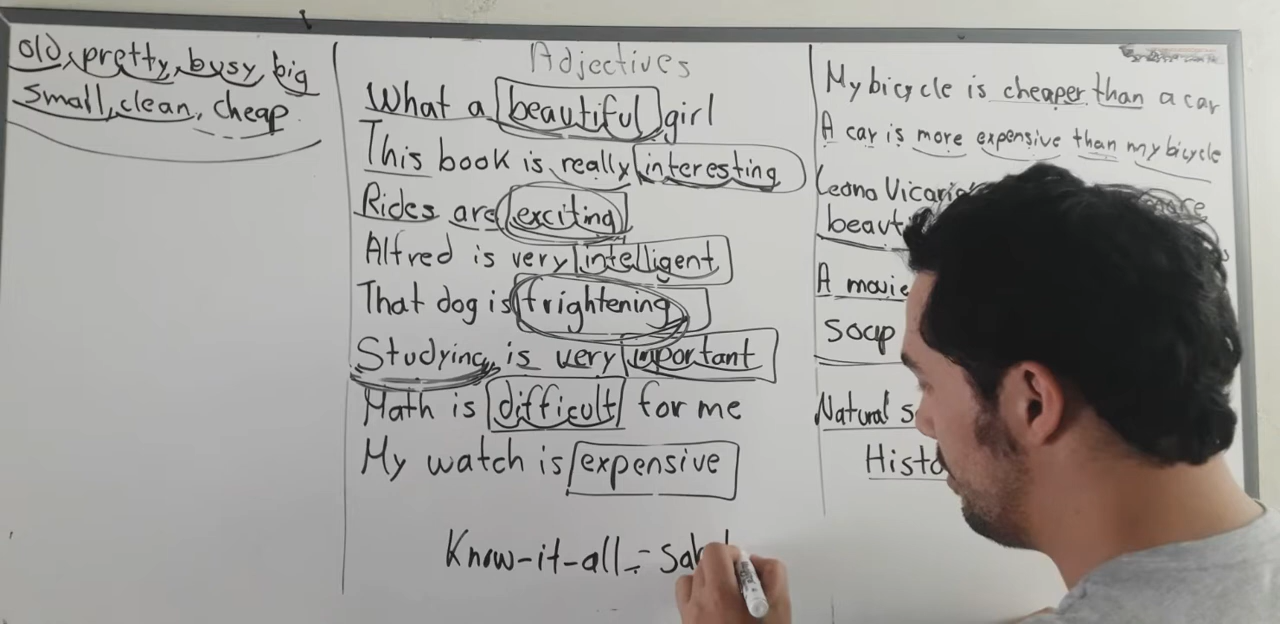 old, pretty, busy, big
small, clean, cheap.
Adjectives
What a beautiful girl
This book is really interesting
Rides are exciting
Alfred is very intelligent
That dog is frightening
Studying is very important
Math is difficult for me
My watch is expensive
Know-it-all =
My bicycle is cheaper than a car
A car is more expensive than my bicycle
Leona Vicario more
A movie
Soap
Natural